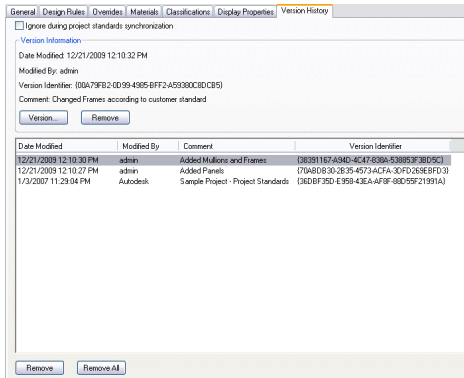 General Design Rules Overrides Materials Classifications Display Properties Version History
Ignore during project standards synchronization
Version Information
Date Modified: 12/21/2009 12:10:32 PM
Modified By: admin
Version Identifier: {00A79FB2-0D99-4985-BFF2-A59380C8DCB5}
Comment: Changed Frames according to customer standard
Version... Remove
Date Modified Modified By Comment Version Identifier
12/21/2009 12:10:30 PM admin Added Mullions and Frames {38391167-A94D-4C47-838A-538853F3BD5C}
12/21/2009 12:10:27 PM admin Added Panels {70ABDB30-2B35-4573-ACFA-3DFD269EBFD3}
1/3/2007 11:29:04 PM Autodesk Sample Project - Project Standards {36DBF35D-E958-43EA-AF8F-88D55F21991A}
Remove Remove All